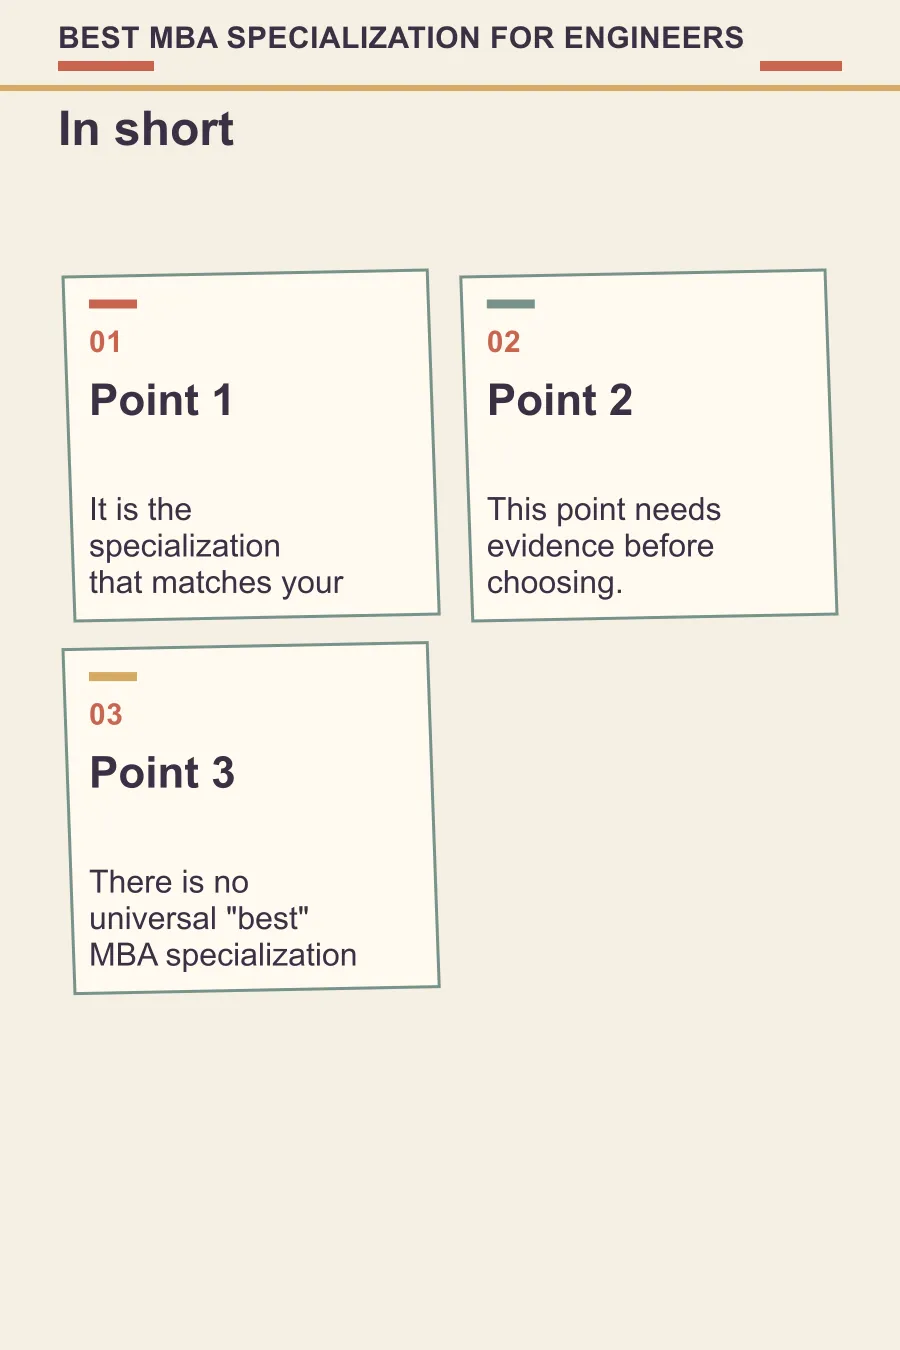 BEST MBA SPECIALIZATION FOR ENGINEERS
In short
01
Point 1
It is the
specialization
that matches your
02
Point 2
This point needs
evidence before
choosing.
03
Point 3
There is no
universal "best"
MBA specialization